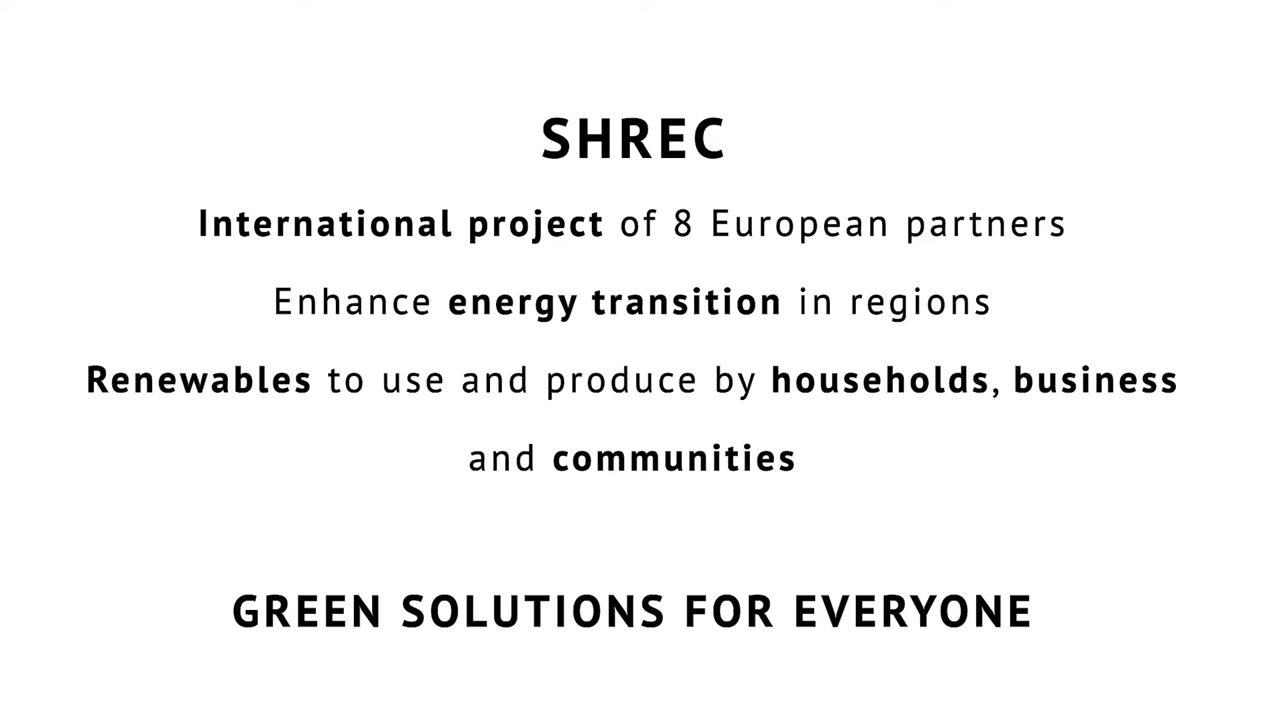 SHREC
International project of 8 European partners
Enhance energy transition in regions
Renewables to use and produce by households, business
and communities
GREEN SOLUTIONS FOR EVERYONE